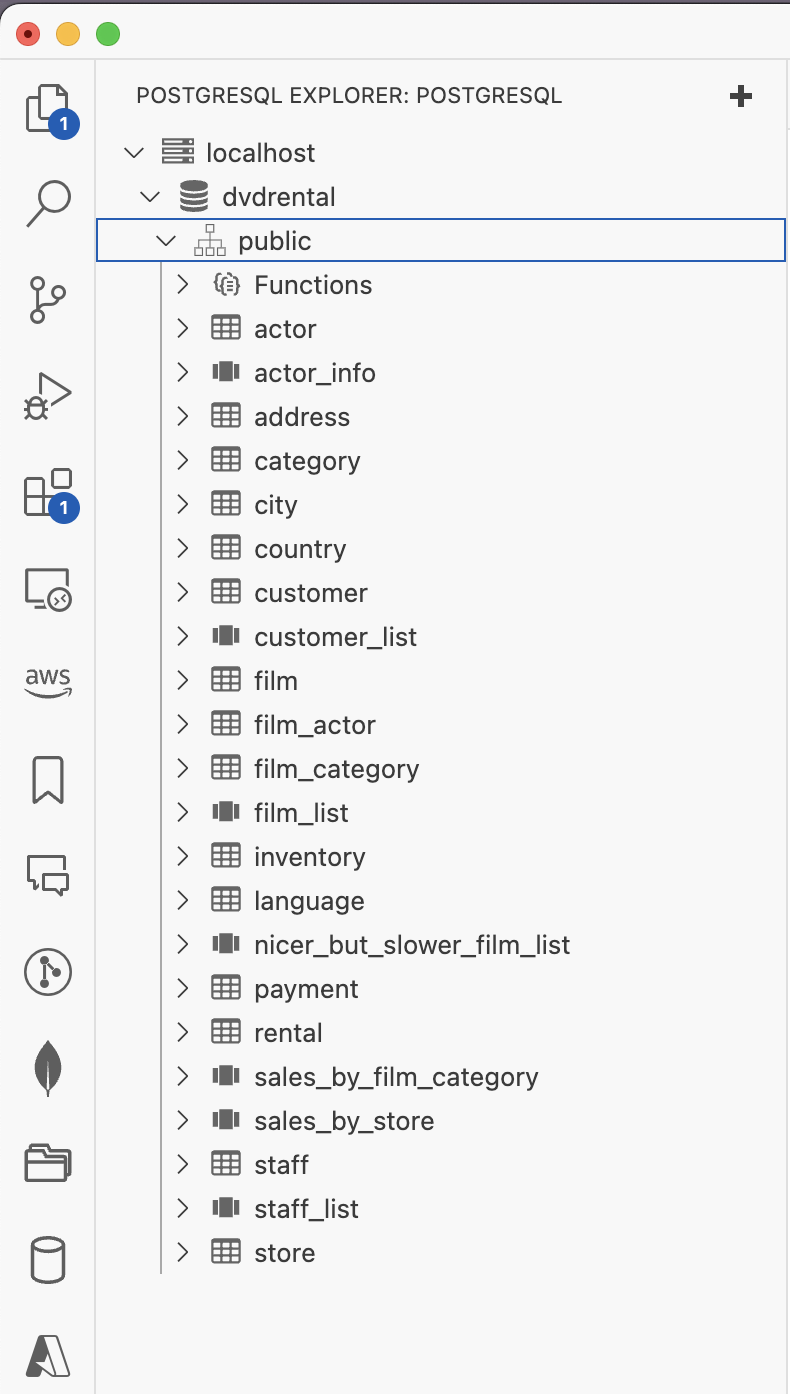 POSTGRESQL EXPLORER: POSTGRESQL
1
localhost
dvdrental
public
Functions
actor
actor_info
address
category
1
city
country
customer
customer_list
film
aws
film_actor
film_category
film_list
inventory
language
nicer_but_slower_film_list
payment
rental
sales_by_film_category
sales_by_store
staff
staff_list
store